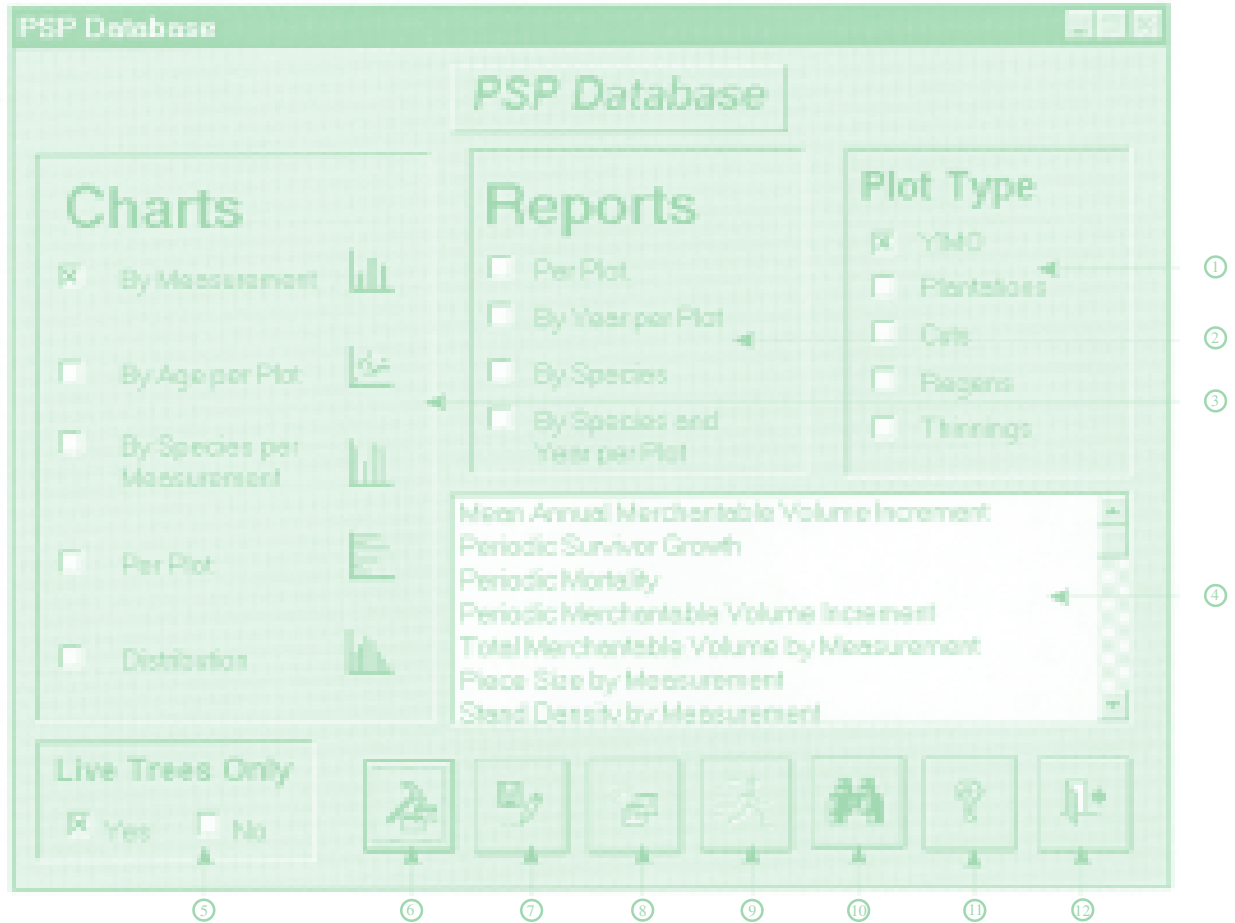 PSP Database
PSP Database
Charts
By Measurement
By Age per Plot
By Species per
Measurement
Per Plot
Distribution
Reports
Per Plot
By Year per Plot
By Species
By Species and
Year per Plot
Plot Type
YIMO
Plantations
Cirts
Regens
Thinnings
1
2
3
Mean Annual Merchantable Volume Increment
Periodic Survivor Growth
Periodic Mortality
Periodic Merchantable Volume Increment
Total Merchantable Volume by Measurement
Piece Size by Measurement
Stand Density by Measurement
4
Live Trees Only
Yes No
5 6 7 8 9 10 11 12